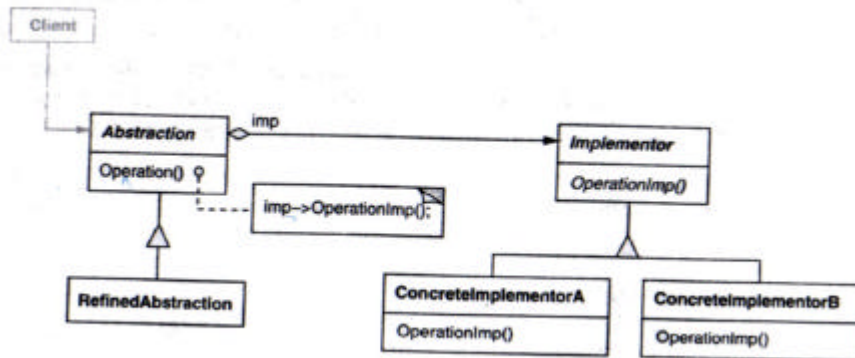 Client
imp
Abstraction
Implementor
Operation()
OperationImp()
imp->OperationImp();
RefinedAbstraction
ConcreteImplementorA
ConcreteImplementorB
OperationImp()
OperationImp()